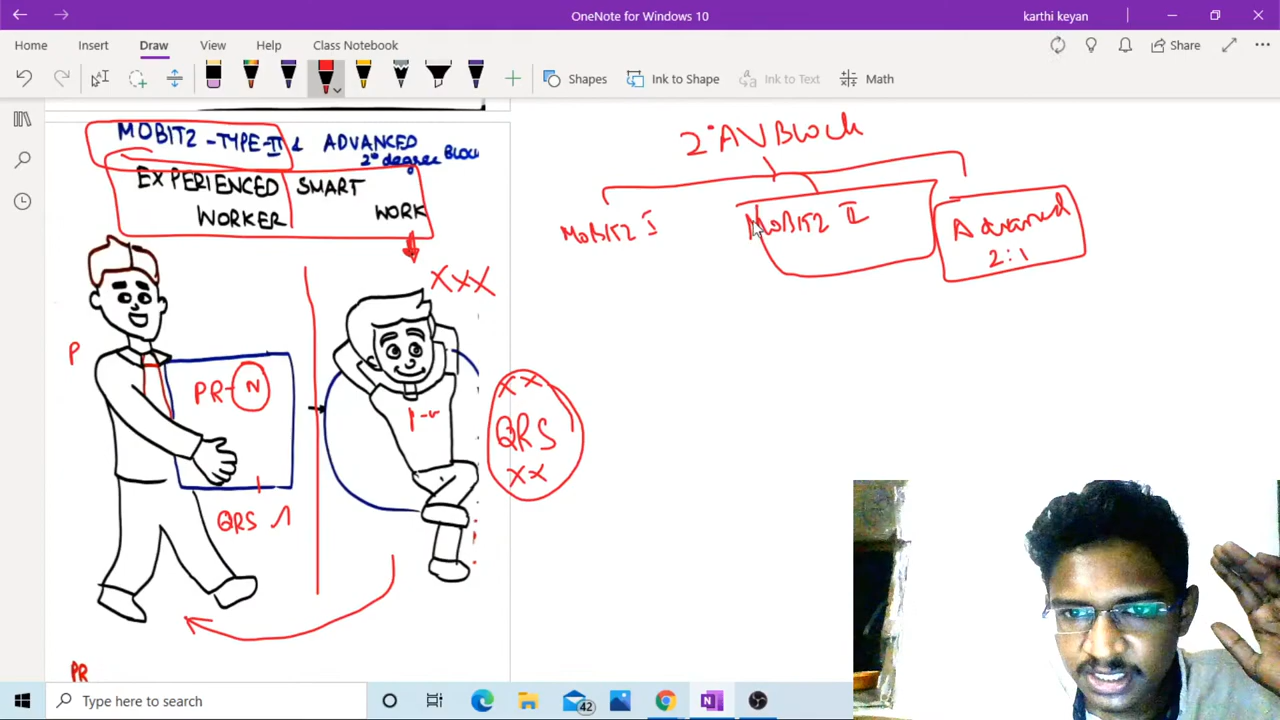 OneNote for Windows 10
karthi keyan
Home
Insert
Draw
View
Help
Class Notebook
Share
Shapes
Ink to Shape
Ink to Text
Math
MOBITZ -TYPE-II & ADVANCED
2° degree BLOC
EXPERIENCED
WORKER
SMART
WORK
XXX
P
PR-N
QRS
P-
XX
QRS
XX
PR
2°AV Block
MOBITZ I
MOBITZ II
Advanced
2:1
Type here to search
42